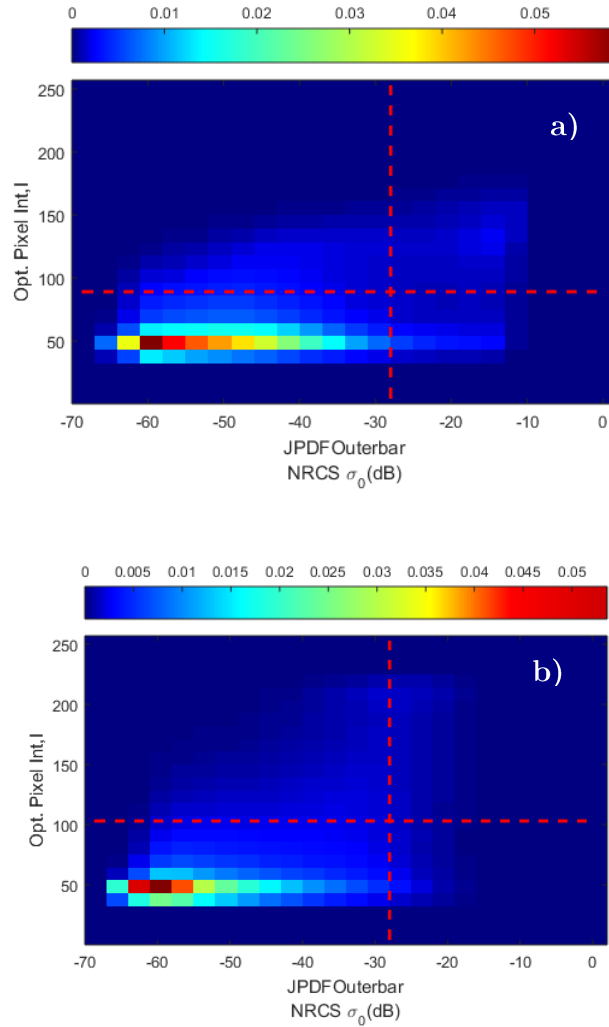 0 0.01 0.02 0.03 0.04 0.05
a)
250
200
150
100
50
Opt. Pixel Int,I
-70 -60 -50 -40 -30 -20 -10 0
JPDFOuterbar
NRCS σ0(dB)
0 0.005 0.01 0.015 0.02 0.025 0.03 0.035 0.04 0.045 0.05
b)
250
200
150
100
50
Opt. Pixel Int,I
-70 -60 -50 -40 -30 -20 -10 0
JPDFOuterbar
NRCS σ0(dB)